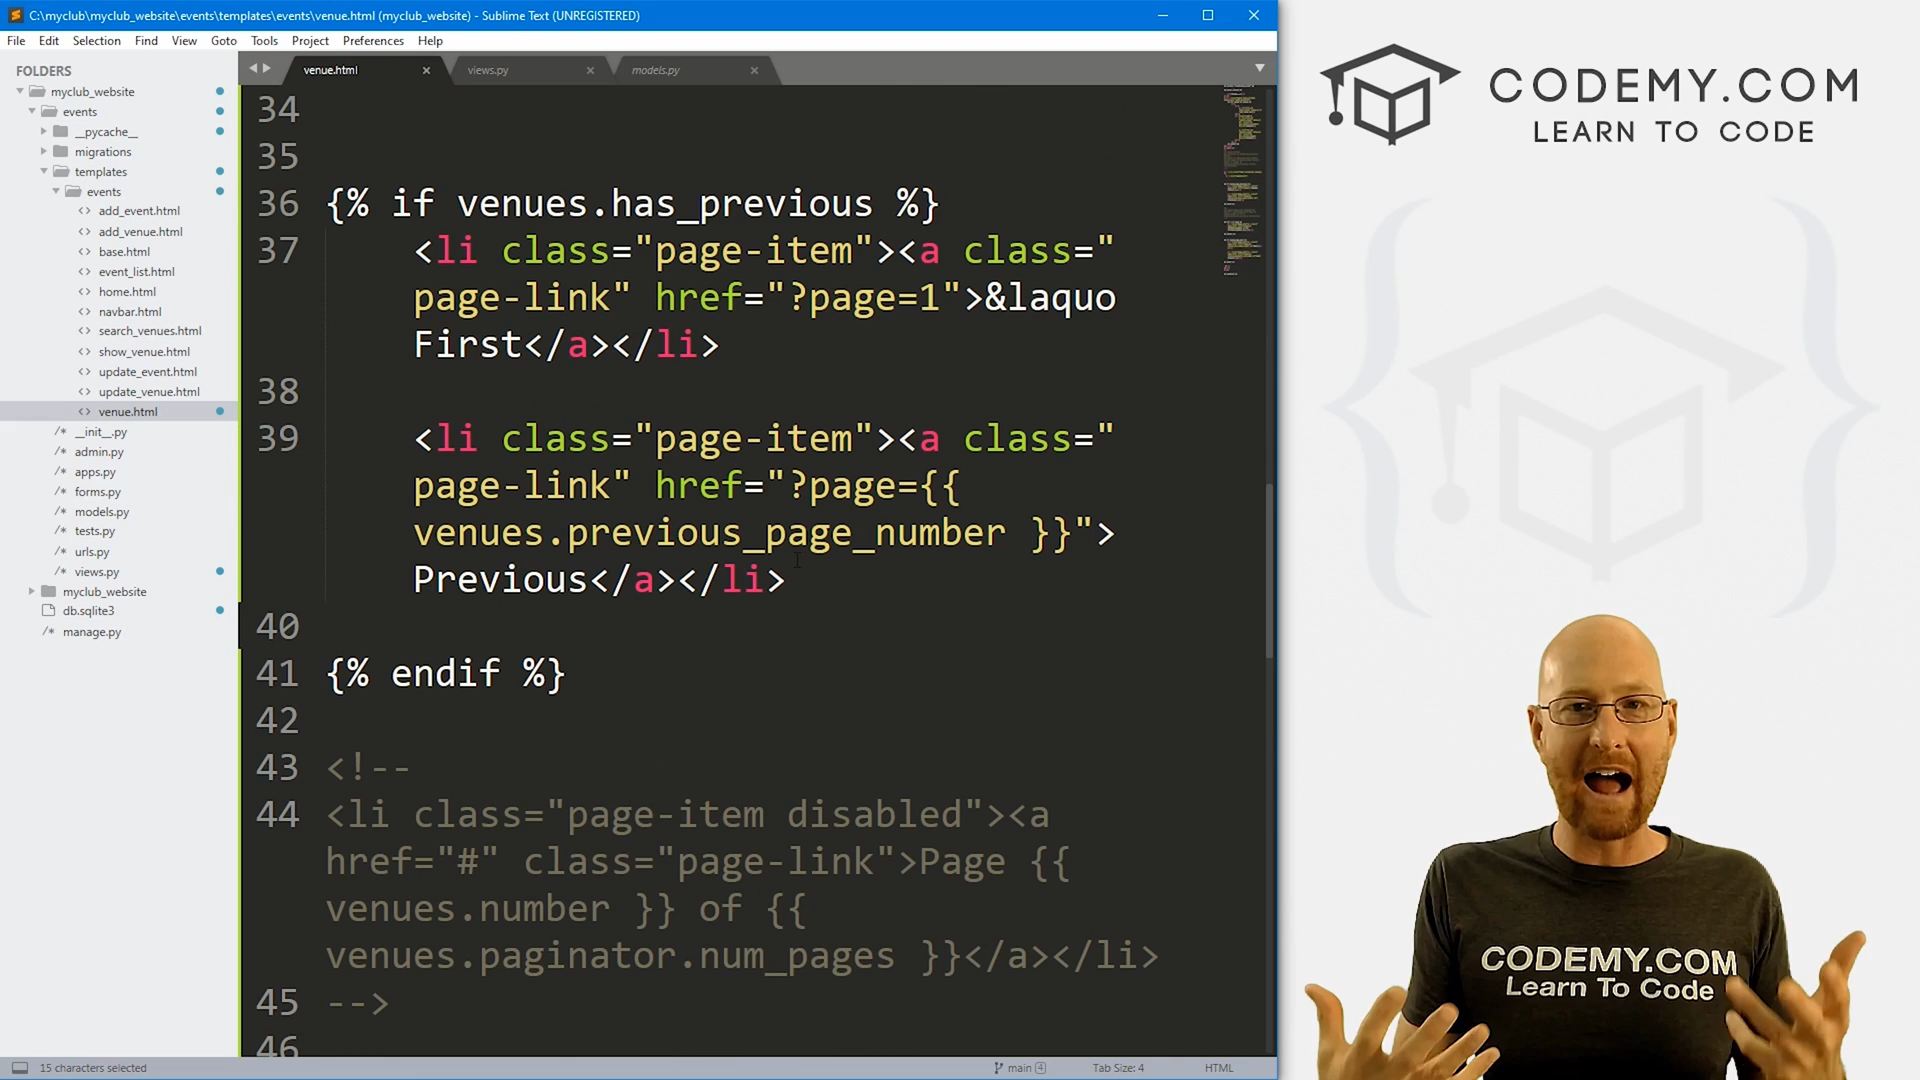 C:\myclub\myclub_website\events\templates\events\venue.html (myclub_website) - Sublime Text (UNREGISTERED)
File Edit Selection Find View Goto Tools Project Preferences Help
FOLDERS
myclub_website
events
__pycache__
migrations
templates
events
<> add_event.html
<> add_venue.html
<> base.html
<> event_list.html
<> home.html
<> navbar.html
<> search_venues.html
<> show_venue.html
<> update_event.html
<> update_venue.html
<> venue.html
/* __init__.py
/* admin.py
/* apps.py
/* forms.py
/* models.py
/* tests.py
/* urls.py
/* views.py
myclub_website
db.sqlite3
/* manage.py
venue.html × views.py × models.py ×
34
35
36 {% if venues.has_previous %}
37 <li class="page-item"><a class="
page-link" href="?page=1">&laquo
First</a></li>
38
39 <li class="page-item"><a class="
page-link" href="?page={{
venues.previous_page_number }}">
Previous</a></li>
40
41 {% endif %}
42
43 <!--
44 <li class="page-item disabled"><a
href="#" class="page-link">Page {{
venues.number }} of {{
venues.paginator.num_pages }}</a></li>
45 -->
46
15 characters selected
main 4
Tab Size: 4
HTML
CODEMY.COM
LEARN TO CODE
CODEMY.COM
Learn To Code